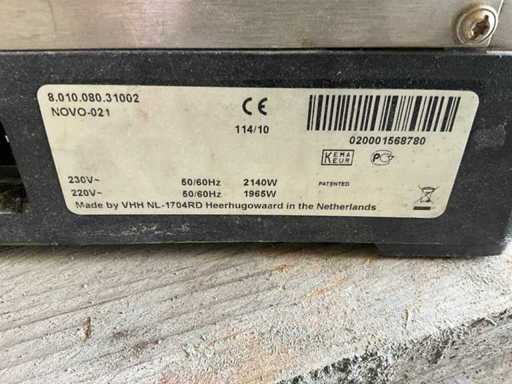 8.010.080.31002
NOVO-021
CE
114/10
020001568780
KEMA
KEUR
PC
230V~ 50/60Hz 2140W
220V~ 50/60Hz 1965W
PATENTED
Made by VHH NL-1704RD Heerhugowaard in the Netherlands